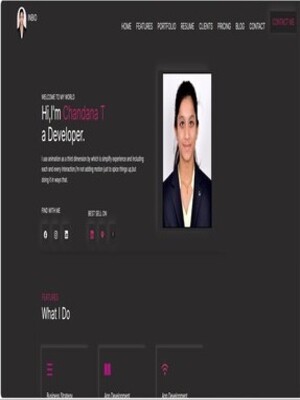 INBIO
HOME FEATURES PORTFOLIO RESUME CLIENTS PRICING BLOG CONTACT CONTACT ME
WELCOME TO MY WORLD
Hi,I'm Chandana T
a Developer.
I use animation as a third dimension by which to simplify experience and including
each and every interaction,I'm not adding motion just to spice things up,but
doing it in ways that.
FIND WITH ME
BEST SELL ON
FEATURES
What I Do
Business Strategy
App Development
App Development